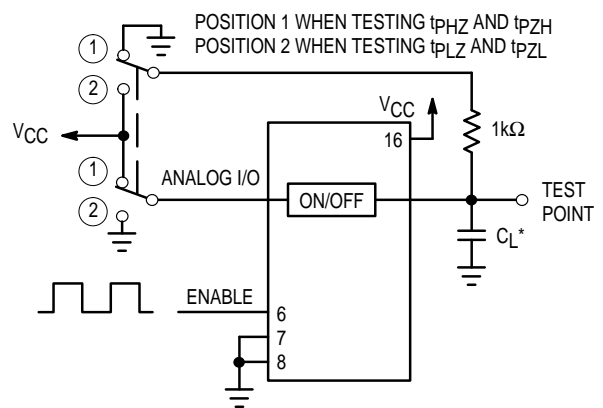 POSITION 1 WHEN TESTING tPHZ AND tPZH
POSITION 2 WHEN TESTING tPLZ AND tPZL
1
2
VCC
VCC
16
1kΩ
1
ANALOG I/O
ON/OFF
TEST
POINT
2
CL*
ENABLE
6
7
8